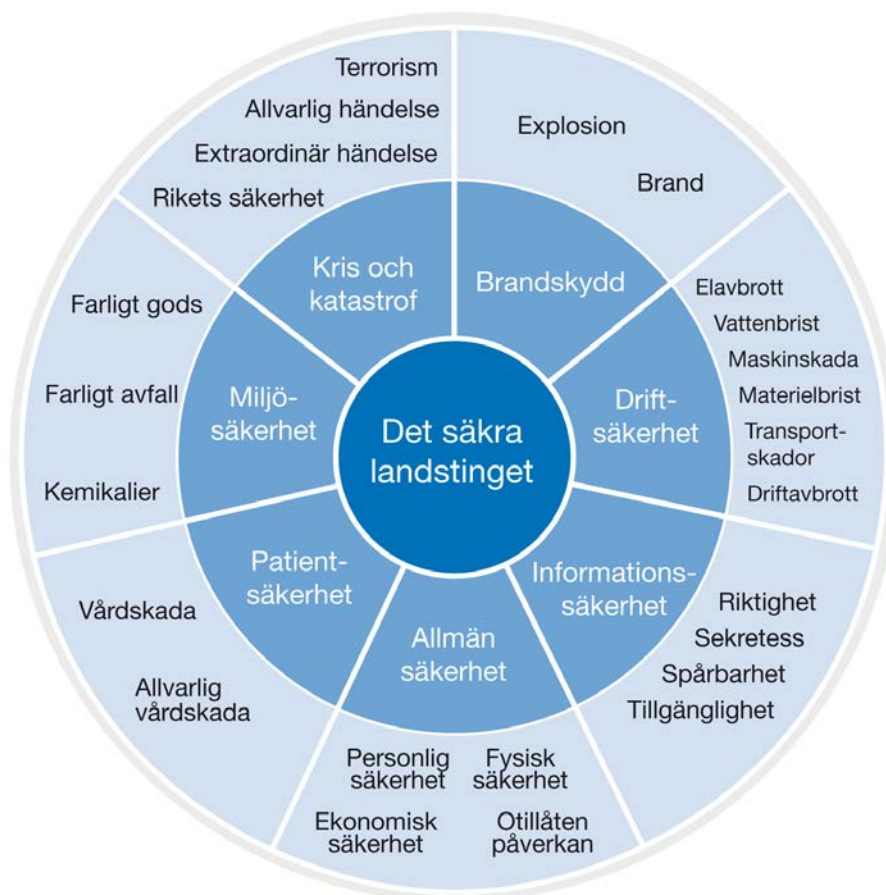 Terrorism
Allvarlig händelse
Extraordinär händelse
Rikets säkerhet
Explosion
Brand
Kris och
katastrof
Brandskydd
Farligt gods
Farligt avfall
Kemikalier
Miljö-
säkerhet
Det säkra
landstinget
Drift-
säkerhet
Elavbrott
Vattenbrist
Maskinskada
Materielbrist
Transport-
skador
Driftavbrott
Patient-
säkerhet
Allmän
säkerhet
Informations-
säkerhet
Vårdskada
Allvarlig
vårdskada
Riktighet
Sekretess
Spårbarhet
Tillgänglighet
Personlig
säkerhet
Fysisk
säkerhet
Ekonomisk
säkerhet
Otillåten
påverkan